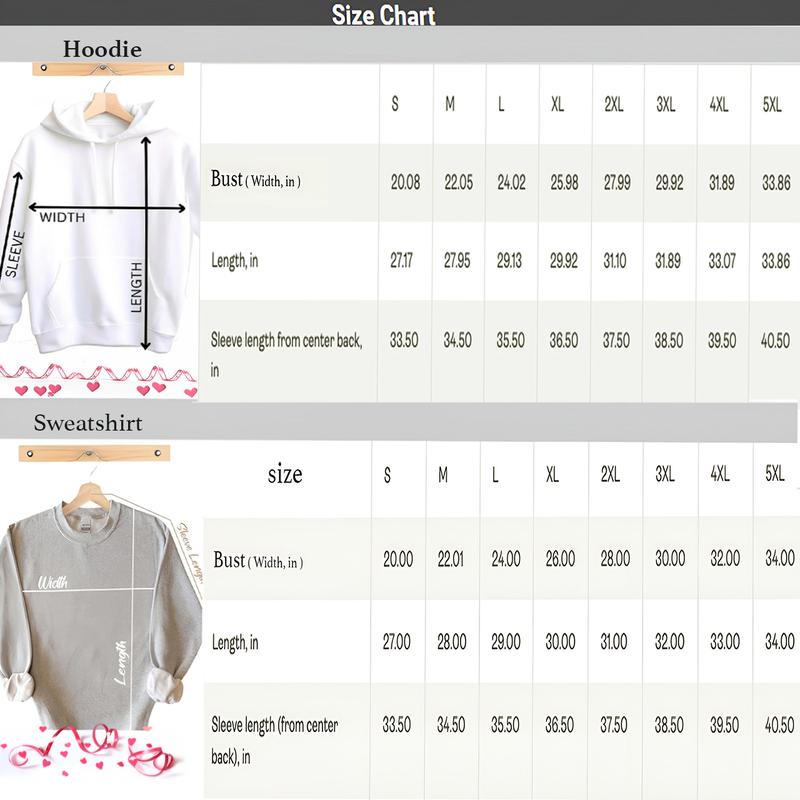 Size Chart
Hoodie
S M L XL 2XL 3XL 4XL 5XL
Bust ( Width, in ) 20.08 22.05 24.02 25.98 27.99 29.92 31.89 33.86
WIDTH
SLEEVE
LENGTH
Length, in 27.17 27.95 29.13 29.92 31.10 31.89 33.07 33.86
Sleeve length from center back, 33.50 34.50 35.50 36.50 37.50 38.50 39.50 40.50
in
Sweatshirt
size S M L XL 2XL 3XL 4XL 5XL
Sleeve Length
Bust ( Width, in ) 20.00 22.01 24.00 26.00 28.00 30.00 32.00 34.00
Width
Length
Length, in 27.00 28.00 29.00 30.00 31.00 32.00 33.00 34.00
Sleeve length (from center 33.50 34.50 35.50 36.50 37.50 38.50 39.50 40.50
back), in